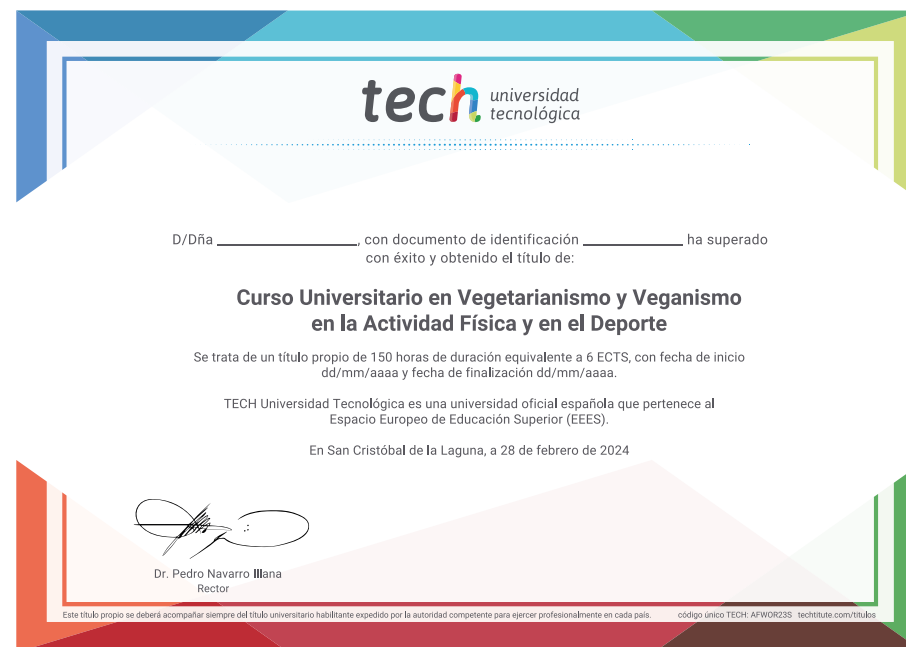 tech universidad
tecnológica
D/Dña ____________________, con documento de identificación ______________ ha superado
con éxito y obtenido el título de:
Curso Universitario en Vegetarianismo y Veganismo
en la Actividad Física y en el Deporte
Se trata de un título propio de 150 horas de duración equivalente a 6 ECTS, con fecha de inicio
dd/mm/aaaa y fecha de finalización dd/mm/aaaa.
TECH Universidad Tecnológica es una universidad oficial española que pertenece al
Espacio Europeo de Educación Superior (EEES).
En San Cristóbal de la Laguna, a 28 de febrero de 2024
Dr. Pedro Navarro Illana
Rector
Este título propio se deberá acompañar siempre del título universitario habilitante expedido por la autoridad competente para ejercer profesionalmente en cada país. código único TECH: AFWOR23S techtitute.com/titulos